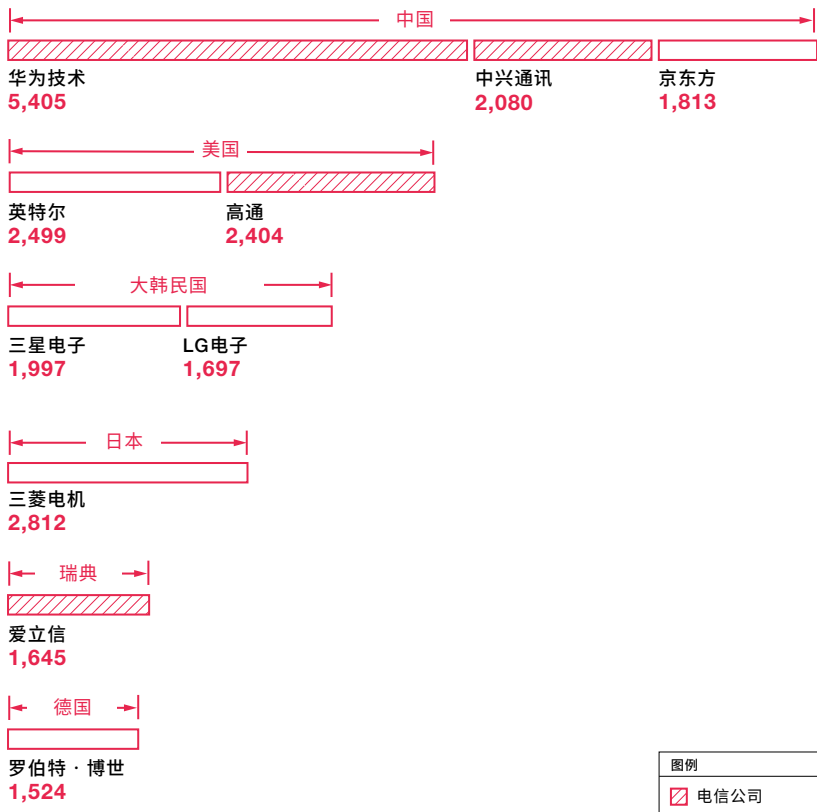 中国
华为技术 中兴通讯 京东方
5,405 2,080 1,813
美国
英特尔 高通
2,499 2,404
大韩民国
三星电子 LG电子
1,997 1,697
日本
三菱电机
2,812
瑞典
爱立信
1,645
德国
罗伯特·博世
1,524
图例
电信公司